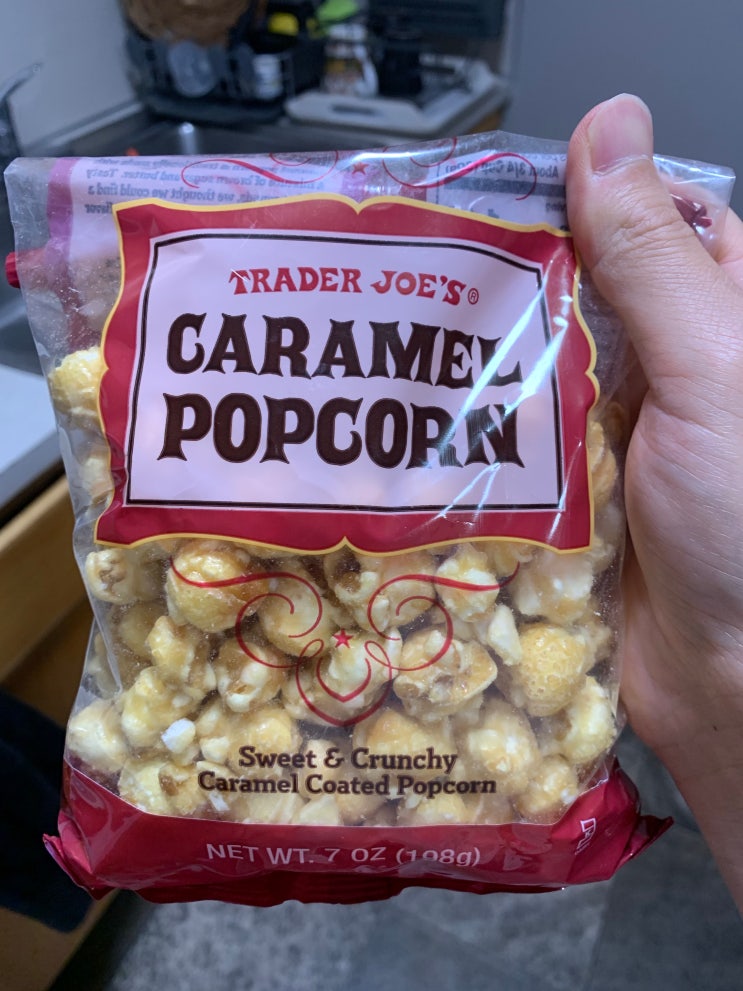 TRADER JOE'S®
CARAMEL
POPCORN
Sweet & Crunchy
Caramel Coated Popcorn
NET WT. 7 OZ (198g)